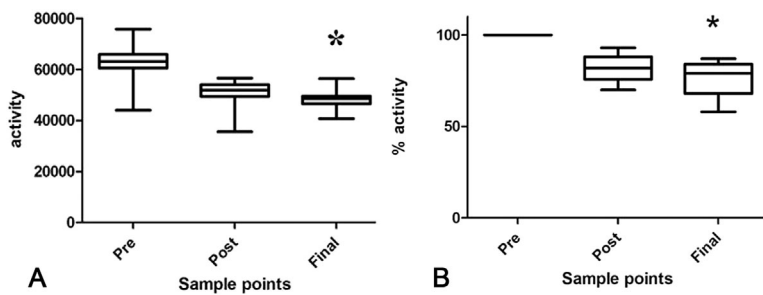 80000
60000
40000
20000
0
activity
*
Pre
Post
Final
Sample points
A
100
50
0
% activity
*
Pre
Post
Final
Sample points
B